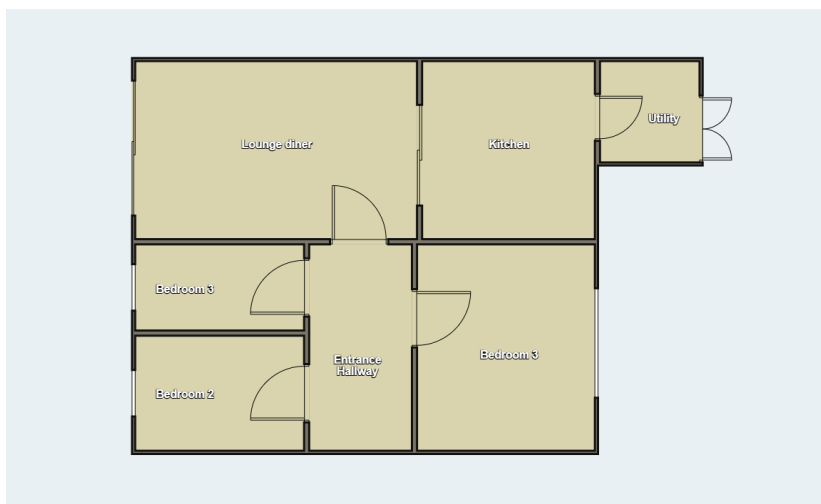 Lounge diner
Kitchen
Utility
Bedroom 3
Entrance
Hallway
Bedroom 3
Bedroom 2